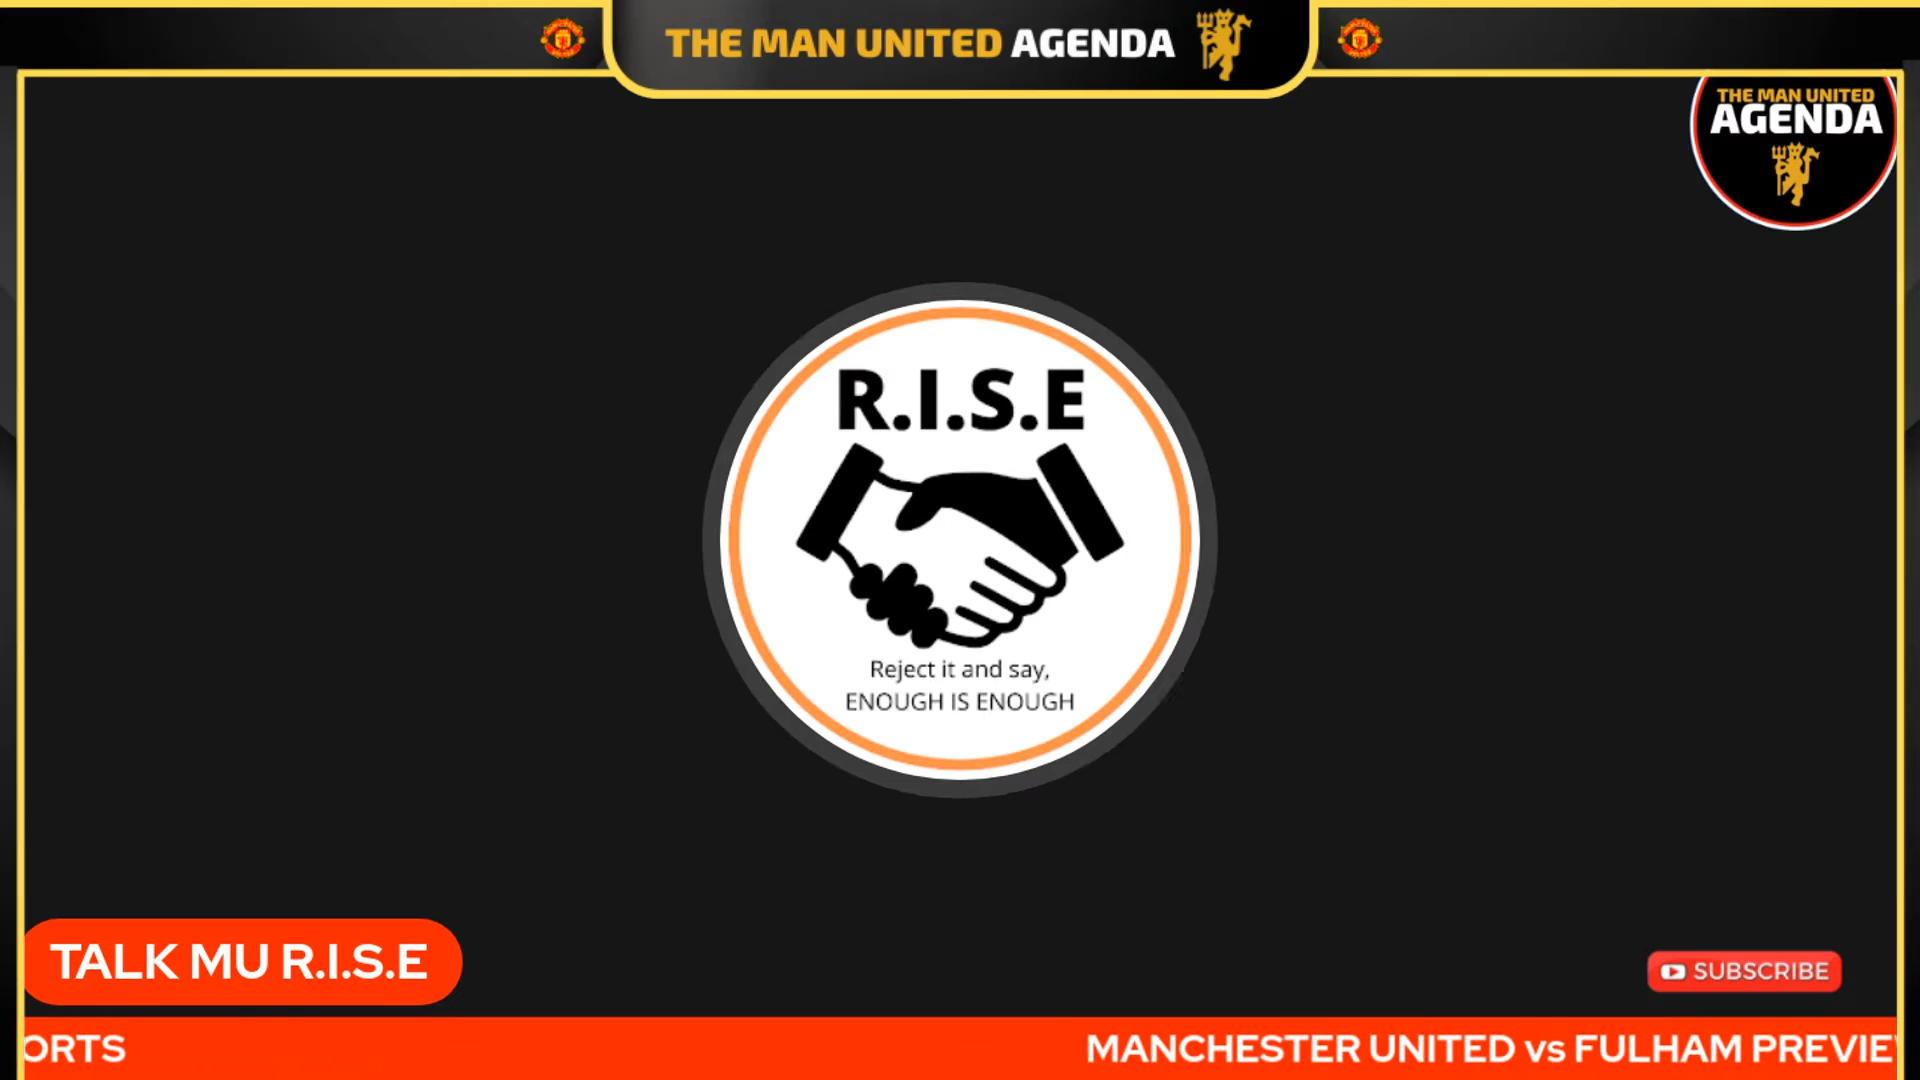 THE MAN UNITED AGENDA
THE MAN UNITED
AGENDA
R.I.S.E
Reject it and say,
ENOUGH IS ENOUGH
TALK MU R.I.S.E
SUBSCRIBE
ORTS
MANCHESTER UNITED vs FULHAM PREVIE